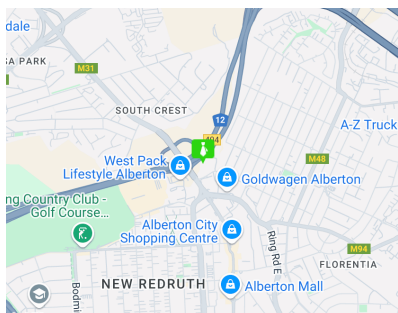 dale
SA PARK
M31
SOUTH CREST
12
494
A-Z Truck
West Pack
Lifestyle Alberton
M48
Goldwagen Alberton
ng Country Club -
Golf Course...
Alberton City
Shopping Centre
Ring Rd E
M94
FLORENTIA
NEW REDRUTH
Alberton Mall
Bodmi